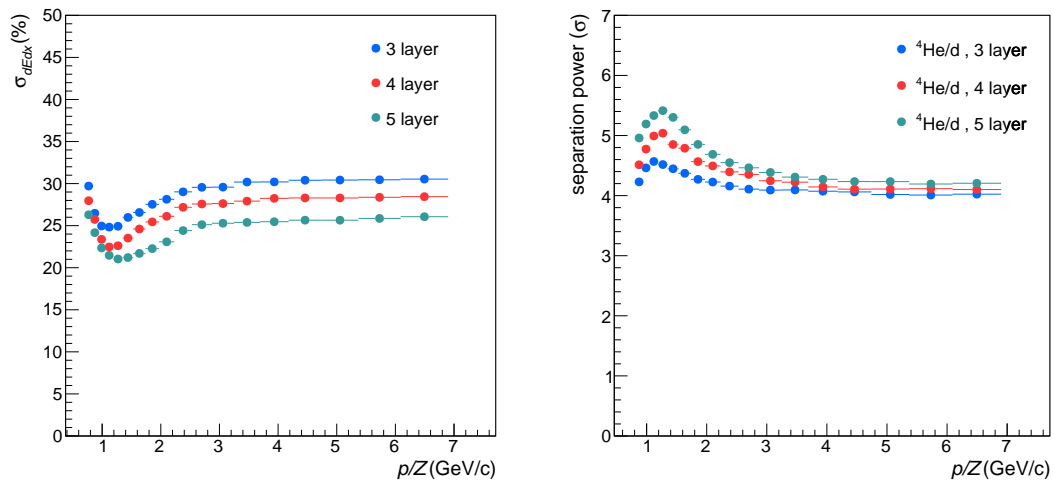 σdEdx(%)
50
45
40
35
30
25
20
15
10
5
0
3 layer
4 layer
5 layer
1 2 3 4 5 6 7
p/Z(GeV/c)
separation power (σ)
7
6
5
4
3
2
1
0
⁴He/d , 3 layer
⁴He/d , 4 layer
⁴He/d , 5 layer
1 2 3 4 5 6 7
p/Z(GeV/c)